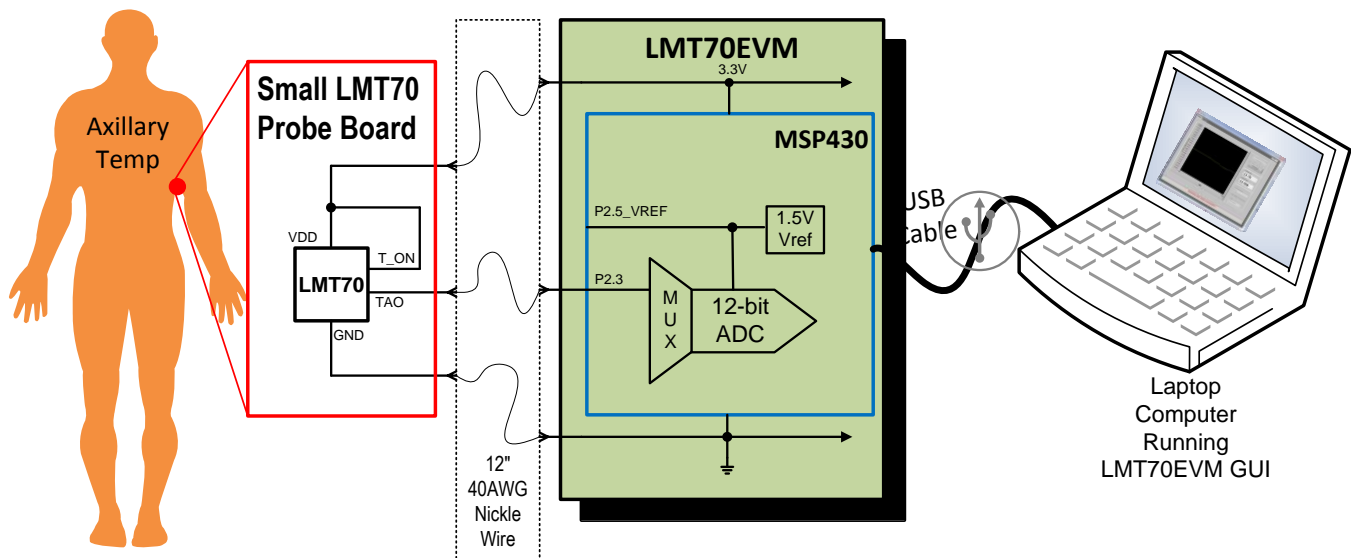 Axillary
Temp
Small LMT70
Probe Board
VDD
T_ON
LMT70
TAO
GND
12"
40AWG
Nickle
Wire
LMT70EVM
3.3V
MSP430
P2.5_VREF
1.5V
Vref
P2.3
M
U
X
12-bit
ADC
USB
Cable
Laptop
Computer
Running
LMT70EVM GUI